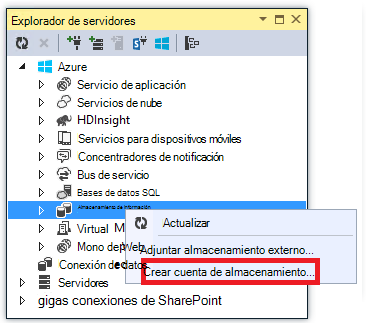 Explorador de servidores
Azure
Servicio de aplicación
Servicios de nube
HDInsight
Servicios para dispositivos móviles
Concentradores de notificación
Bus de servicio
Bases de datos SQL
Almacenamiento de información
Virtual M
Mono de Web
Conexión de datos
Servidores
gigas conexiones de SharePoint
Actualizar
Adjuntar almacenamiento externo...
Crear cuenta de almacenamiento...